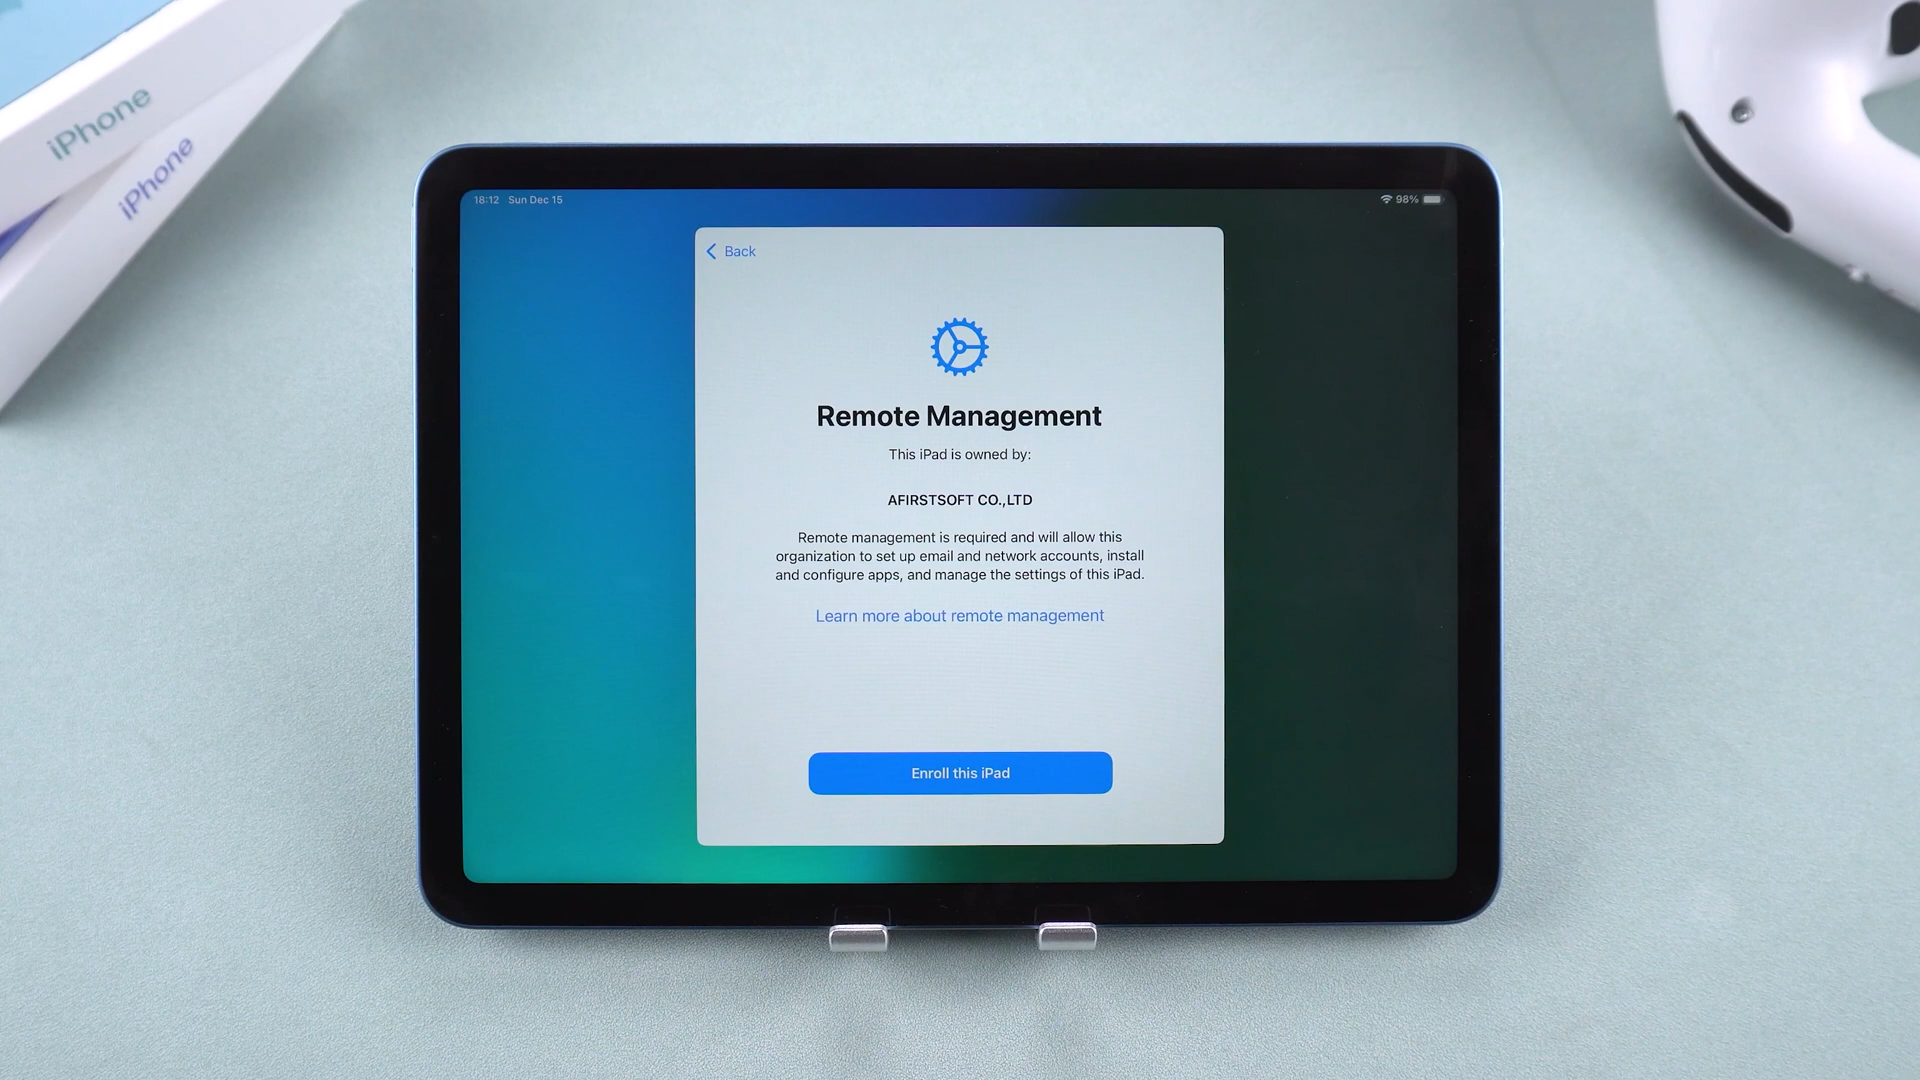 iPhone
iPhone
18:12 Sun Dec 15
98%
Back
Remote Management
This iPad is owned by:
AFIRSTSOFT CO.,LTD
Remote management is required and will allow this
organization to set up email and network accounts, install
and configure apps, and manage the settings of this iPad.
Learn more about remote management
Enroll this iPad